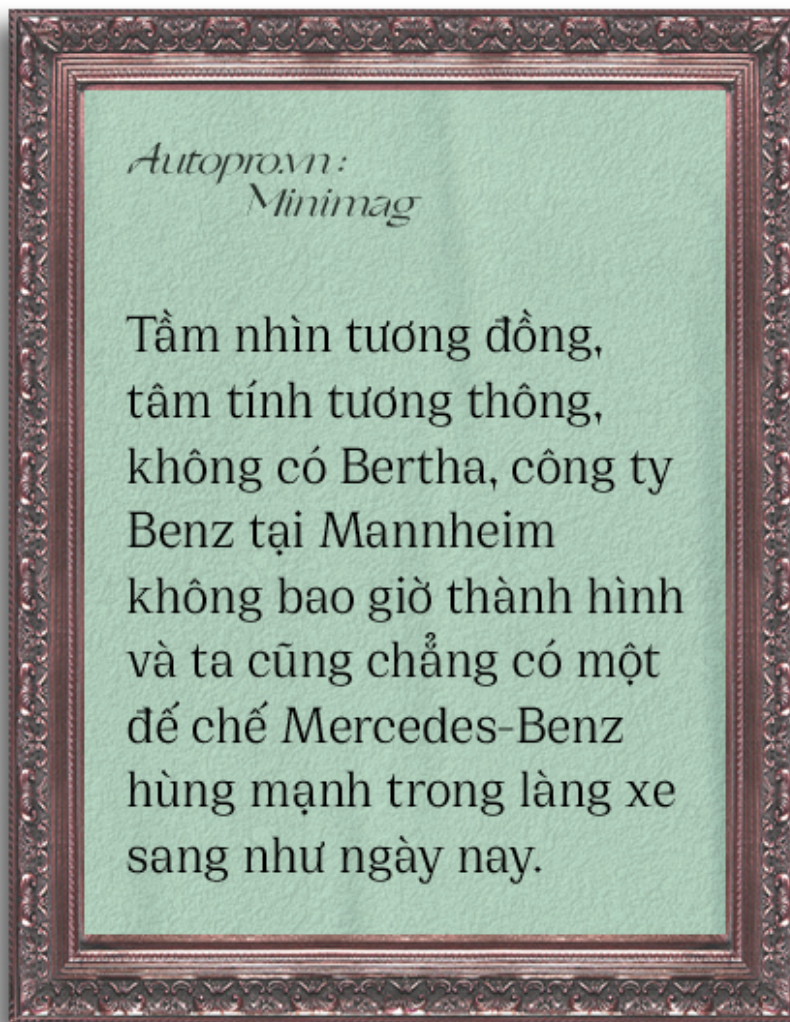 Autopro.vn :
Minimag
Tầm nhìn tương đồng,
tâm tính tương thông,
không có Bertha, công ty
Benz tại Mannheim
không bao giờ thành hình
và ta cũng chẳng có một
đế chế Mercedes-Benz
hùng mạnh trong làng xe
sang như ngày nay.